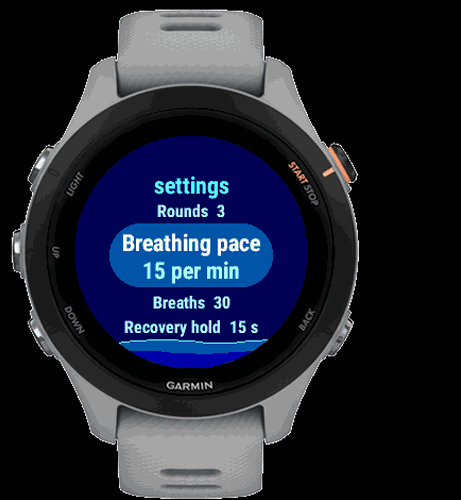 settings
Rounds 3
Breathing pace
15 per min
Breaths 30
Recovery hold 15 s
LIGHT
START STOP
UP
DOWN
BACK
GARMIN